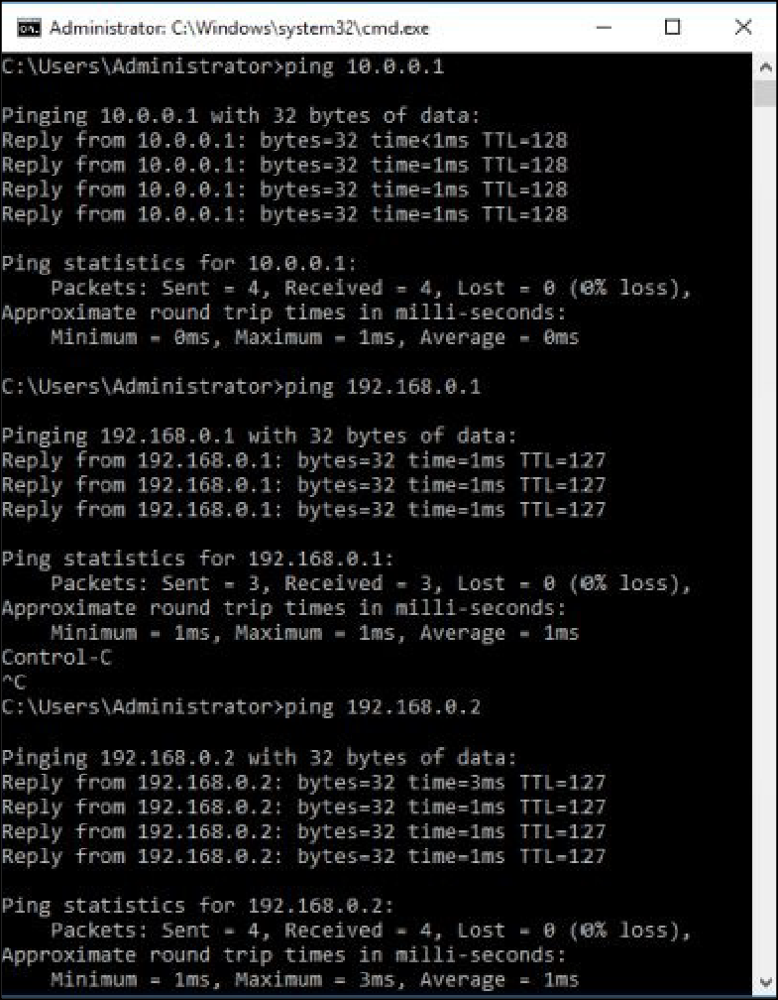 Administrator: C:\Windows\system32\cmd.exe
C:\Users\Administrator>ping 10.0.0.1
Pinging 10.0.0.1 with 32 bytes of data:
Reply from 10.0.0.1: bytes=32 time<1ms TTL=128
Reply from 10.0.0.1: bytes=32 time=1ms TTL=128
Reply from 10.0.0.1: bytes=32 time=1ms TTL=128
Reply from 10.0.0.1: bytes=32 time=1ms TTL=128
Ping statistics for 10.0.0.1:
    Packets: Sent = 4, Received = 4, Lost = 0 (0% loss),
Approximate round trip times in milli-seconds:
    Minimum = 0ms, Maximum = 1ms, Average = 0ms
C:\Users\Administrator>ping 192.168.0.1
Pinging 192.168.0.1 with 32 bytes of data:
Reply from 192.168.0.1: bytes=32 time=1ms TTL=127
Reply from 192.168.0.1: bytes=32 time=1ms TTL=127
Reply from 192.168.0.1: bytes=32 time=1ms TTL=127
Ping statistics for 192.168.0.1:
    Packets: Sent = 3, Received = 3, Lost = 0 (0% loss),
Approximate round trip times in milli-seconds:
    Minimum = 1ms, Maximum = 1ms, Average = 1ms
Control-C
^C
C:\Users\Administrator>ping 192.168.0.2
Pinging 192.168.0.2 with 32 bytes of data:
Reply from 192.168.0.2: bytes=32 time=3ms TTL=127
Reply from 192.168.0.2: bytes=32 time=1ms TTL=127
Reply from 192.168.0.2: bytes=32 time=1ms TTL=127
Reply from 192.168.0.2: bytes=32 time=1ms TTL=127
Ping statistics for 192.168.0.2:
    Packets: Sent = 4, Received = 4, Lost = 0 (0% loss),
Approximate round trip times in milli-seconds:
    Minimum = 1ms, Maximum = 3ms, Average = 1ms